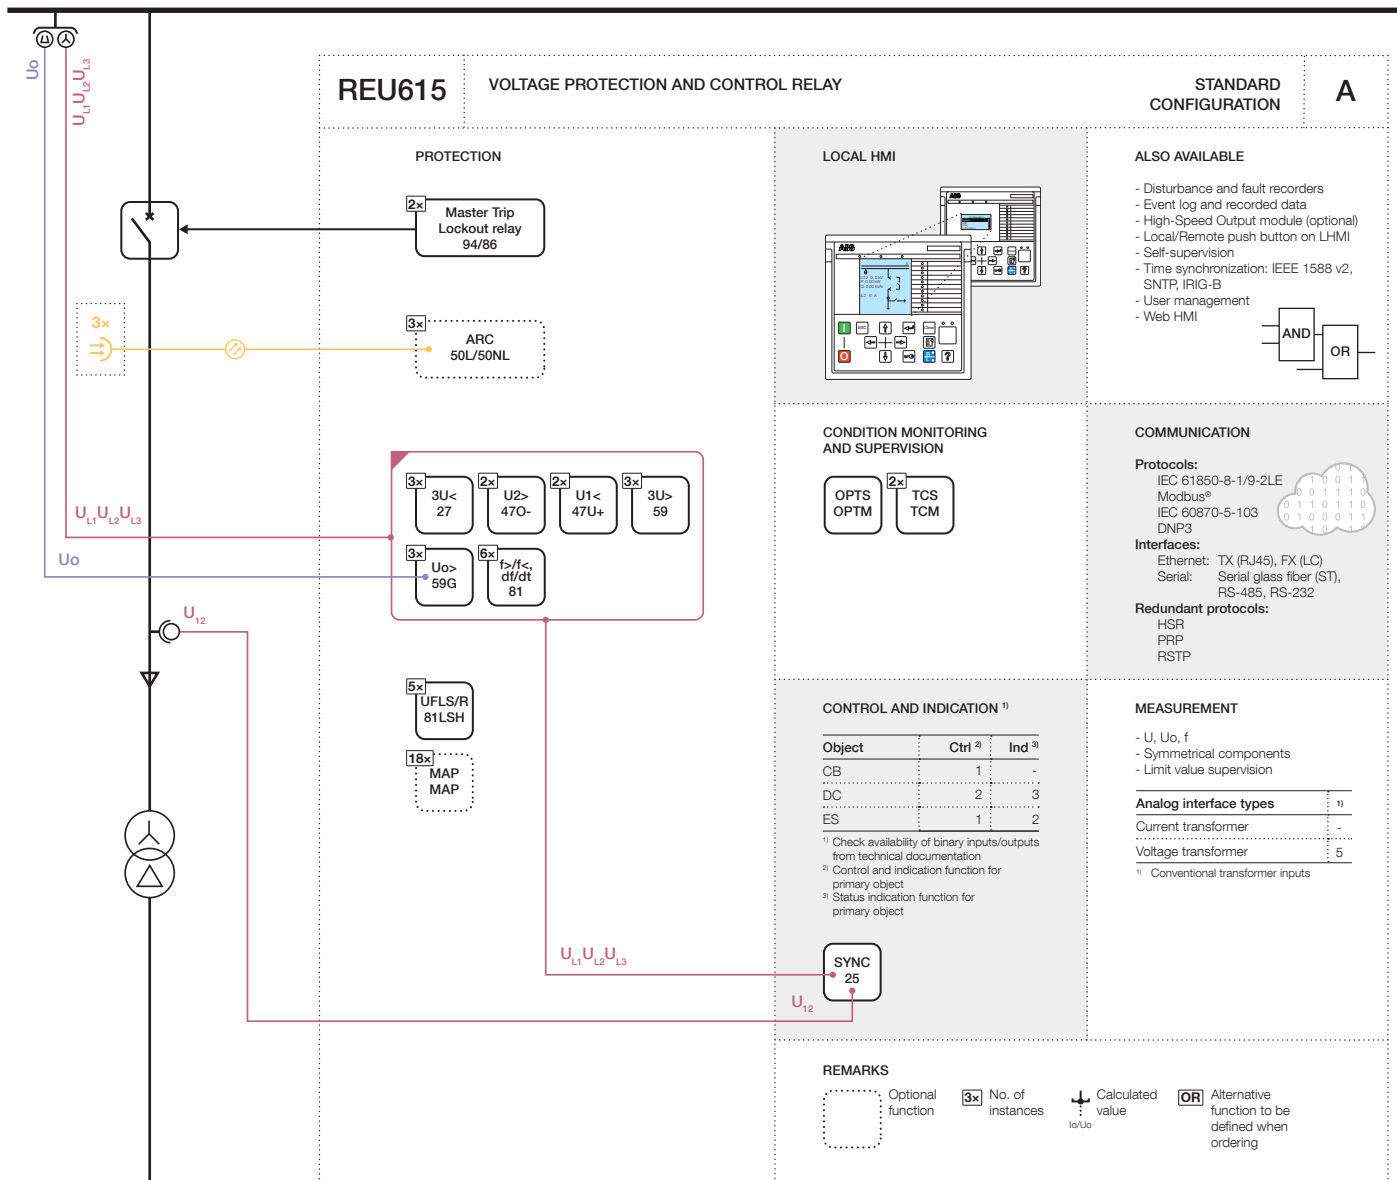 REU615
VOLTAGE PROTECTION AND CONTROL RELAY
STANDARD
CONFIGURATION
A
Uo
UL1UL2UL3
PROTECTION
2×
Master Trip
Lockout relay
94/86
3×
3×
ARC
50L/50NL
UL1UL2UL3
Uo
3×
3U<
27
2×
U2>
47O-
2×
U1<
47U+
3×
3U>
59
3×
Uo>
59G
6×
f>/f<,
df/dt
81
U12
5×
UFLS/R
81LSH
18×
MAP
MAP
UL1UL2UL3
U12
LOCAL HMI
ABB
ABB
ESC
Clear
I
O
?
ALSO AVAILABLE
- Disturbance and fault recorders
- Event log and recorded data
- High-Speed Output module (optional)
- Local/Remote push button on LHMI
- Self-supervision
- Time synchronization: IEEE 1588 v2,
SNTP, IRIG-B
- User management
- Web HMI
AND
OR
CONDITION MONITORING
AND SUPERVISION
OPTS
OPTM
2×
TCS
TCM
COMMUNICATION
Protocols:
IEC 61850-8-1/9-2LE
Modbus®
IEC 60870-5-103
DNP3
Interfaces:
Ethernet: TX (RJ45), FX (LC)
Serial: Serial glass fiber (ST),
RS-485, RS-232
Redundant protocols:
HSR
PRP
RSTP
CONTROL AND INDICATION 1)
Object Ctrl 2) Ind 3)
CB 1 -
DC 2 3
ES 1 2
1) Check availability of binary inputs/outputs
from technical documentation
2) Control and indication function for
primary object
3) Status indication function for
primary object
SYNC
25
MEASUREMENT
- U, Uo, f
- Symmetrical components
- Limit value supervision
Analog interface types 1)
Current transformer -
Voltage transformer 5
1) Conventional transformer inputs
REMARKS
Optional
function
3×
No. of
instances
Io/Uo
Calculated
value
OR
Alternative
function to be
defined when
ordering